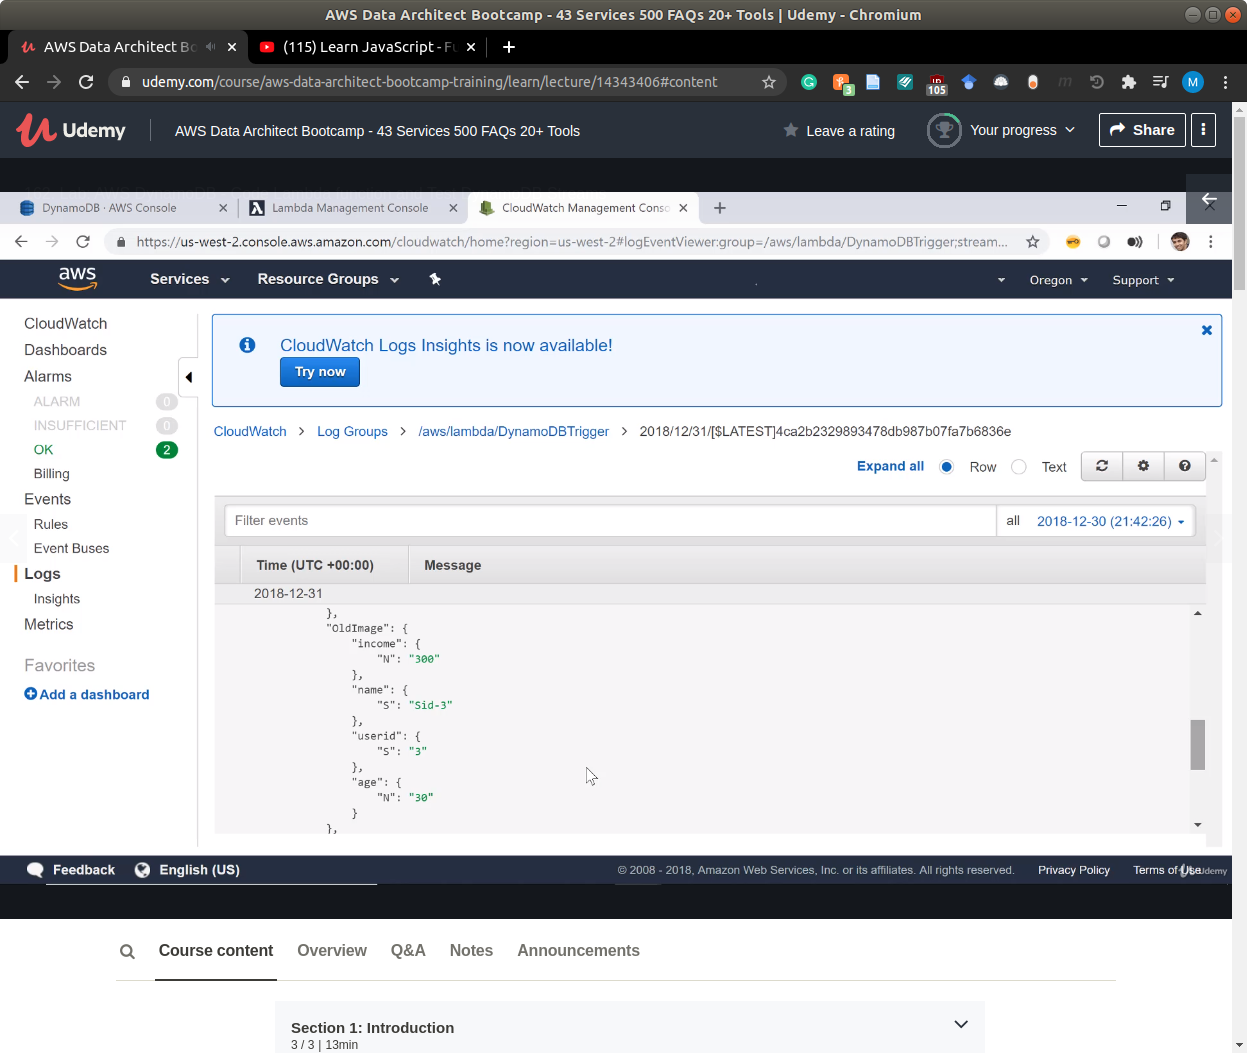 AWS Data Architect Bootcamp - 43 Services 500 FAQs 20+ Tools | Udemy - Chromium
AWS Data Architect Bo
(115) Learn JavaScript - Fu
udemy.com/course/aws-data-architect-bootcamp-training/learn/lecture/14343406#content
3
105
M
Udemy
AWS Data Architect Bootcamp - 43 Services 500 FAQs 20+ Tools
Leave a rating
Your progress
Share
DynamoDB · AWS Console
Lambda Management Console
CloudWatch Management Conso
https://us-west-2.console.aws.amazon.com/cloudwatch/home?region=us-west-2#logEventViewer:group=/aws/lambda/DynamoDBTrigger;stream...
aws
Services
Resource Groups
Oregon
Support
CloudWatch
Dashboards
Alarms
ALARM 0
INSUFFICIENT 0
OK 2
Billing
Events
Rules
Event Buses
Logs
Insights
Metrics
Favorites
Add a dashboard
CloudWatch Logs Insights is now available!
Try now
CloudWatch > Log Groups > /aws/lambda/DynamoDBTrigger > 2018/12/31/[$LATEST]4ca2b2329893478db987b07fa7b6836e
Expand all Row Text
Filter events
all 2018-12-30 (21:42:26)
Time (UTC +00:00) Message
2018-12-31
},
"OldImage": {
"income": {
"N": "300"
},
"name": {
"S": "Sid-3"
},
"userid": {
"S": "3"
},
"age": {
"N": "30"
}
},
Feedback
English (US)
© 2008 - 2018, Amazon Web Services, Inc. or its affiliates. All rights reserved.
Privacy Policy
Terms of Use
Udemy
Course content
Overview
Q&A
Notes
Announcements
Section 1: Introduction
3 / 3 | 13min